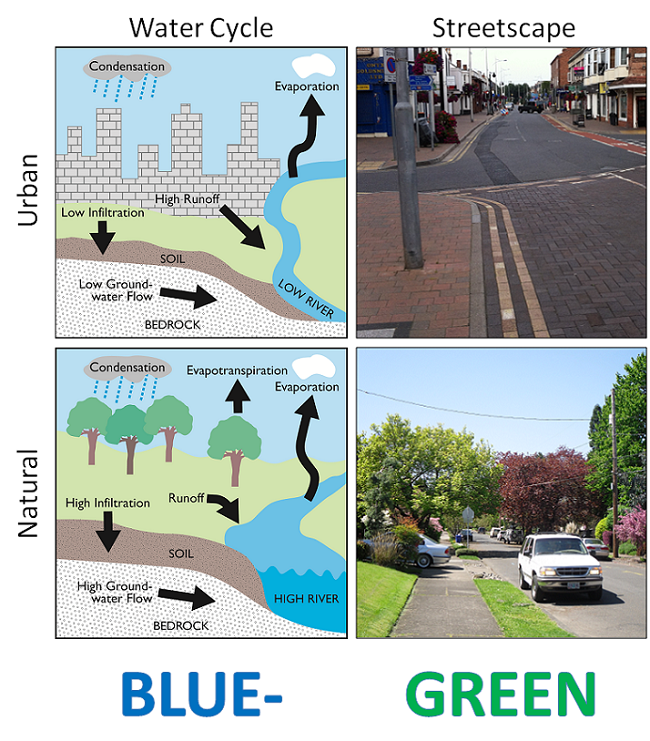 Water Cycle
Streetscape
Urban
Condensation
Evaporation
High Runoff
Low Infiltration
SOIL
Low Ground-
water Flow
LOW RIVER
BEDROCK
Natural
Condensation
Evapotranspiration
Evaporation
High Infiltration
Runoff
SOIL
High Ground-
water Flow
HIGH RIVER
BEDROCK
BLUE-
GREEN